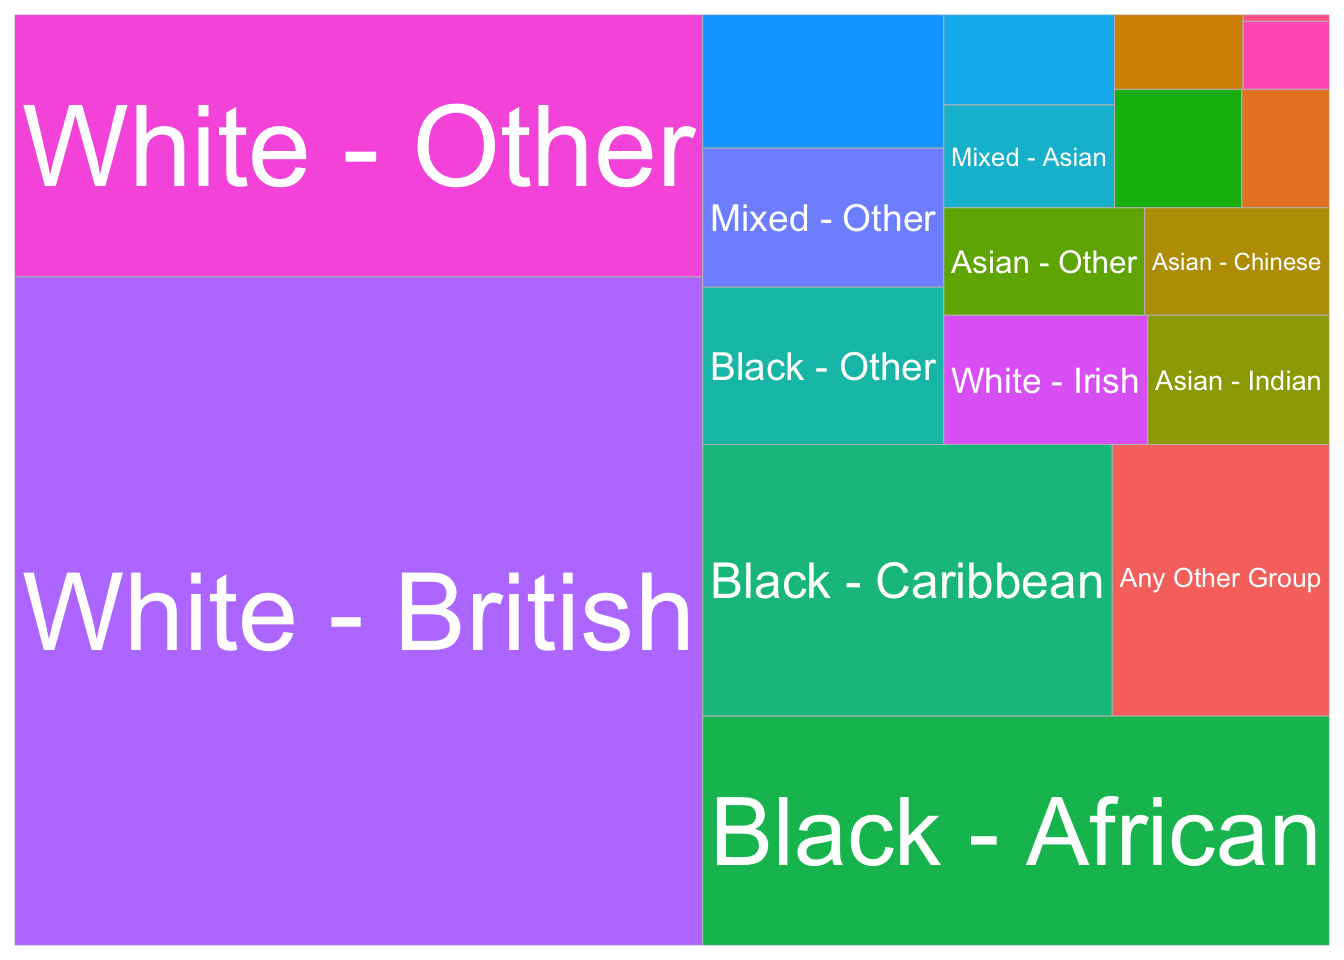 White - Other
White - British
Mixed - Other
Black - Other
Mixed - Asian
Asian - Other
Asian - Chinese
White - Irish
Asian - Indian
Black - Caribbean
Any Other Group
Black - African